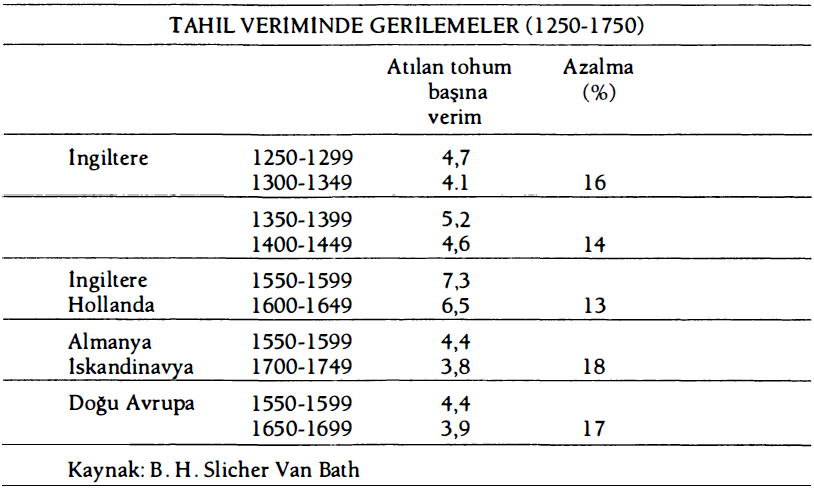 TAHIL VERİMİNDE GERİLEMELER (1250-1750)
Atılan tohum Azalma
başına (%)
verim
İngiltere 1250-1299 4,7
1300-1349 4.1 16
1350-1399 5,2
1400-1449 4,6 14
İngiltere 1550-1599 7,3
Hollanda 1600-1649 6,5 13
Almanya 1550-1599 4,4
İskandinavya 1700-1749 3,8 18
Doğu Avrupa 1550-1599 4,4
1650-1699 3,9 17
Kaynak: B. H. Slicher Van Bath